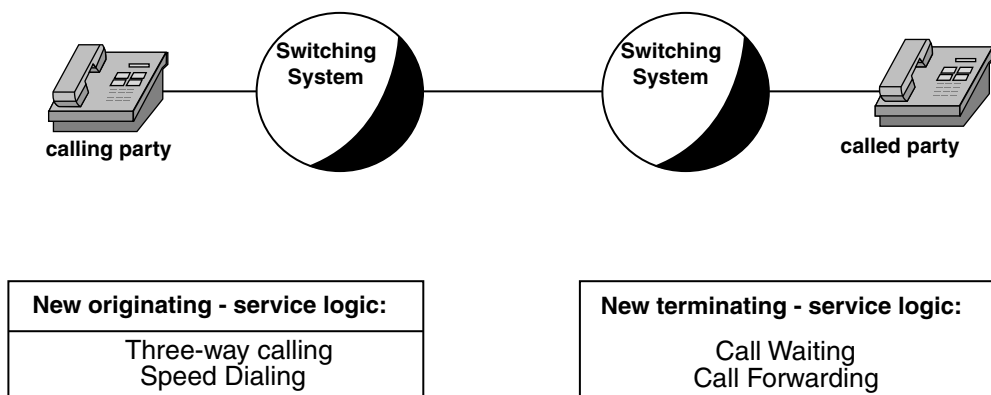 Switching
System
Switching
System
calling party
called party
New originating - service logic:
Three-way calling
Speed Dialing
New terminating - service logic:
Call Waiting
Call Forwarding